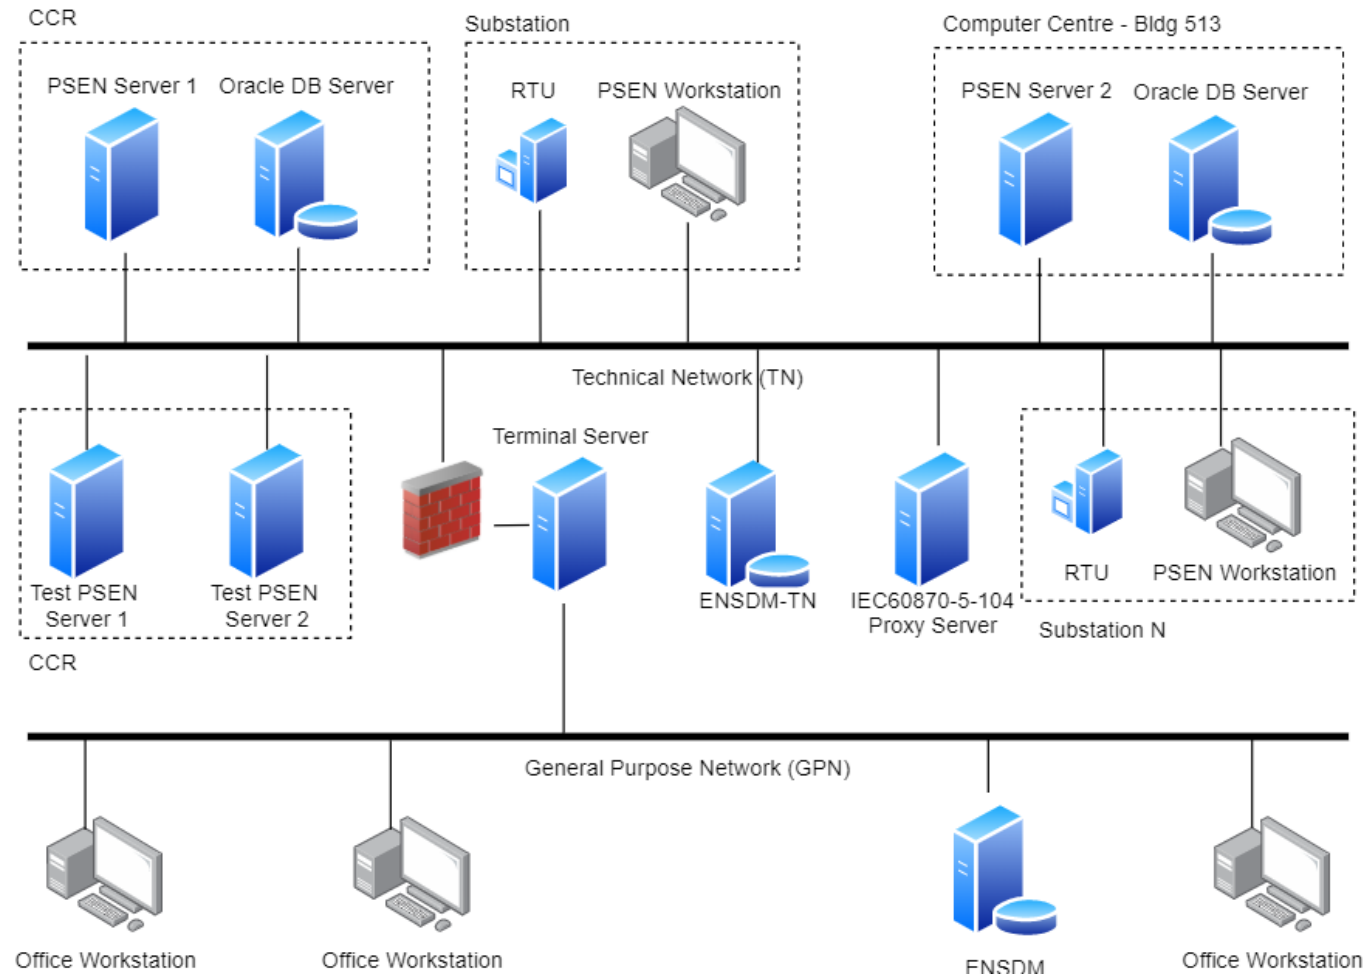 CCR
Substation
Computer Centre - Bldg 513
PSEN Server 1
Oracle DB Server
RTU
PSEN Workstation
PSEN Server 2
Oracle DB Server
Technical Network (TN)
Terminal Server
Test PSEN
Server 1
Test PSEN
Server 2
ENSDM-TN
IEC60870-5-104
Proxy Server
RTU
PSEN Workstation
Substation N
CCR
General Purpose Network (GPN)
Office Workstation
Office Workstation
ENSDM
Office Workstation